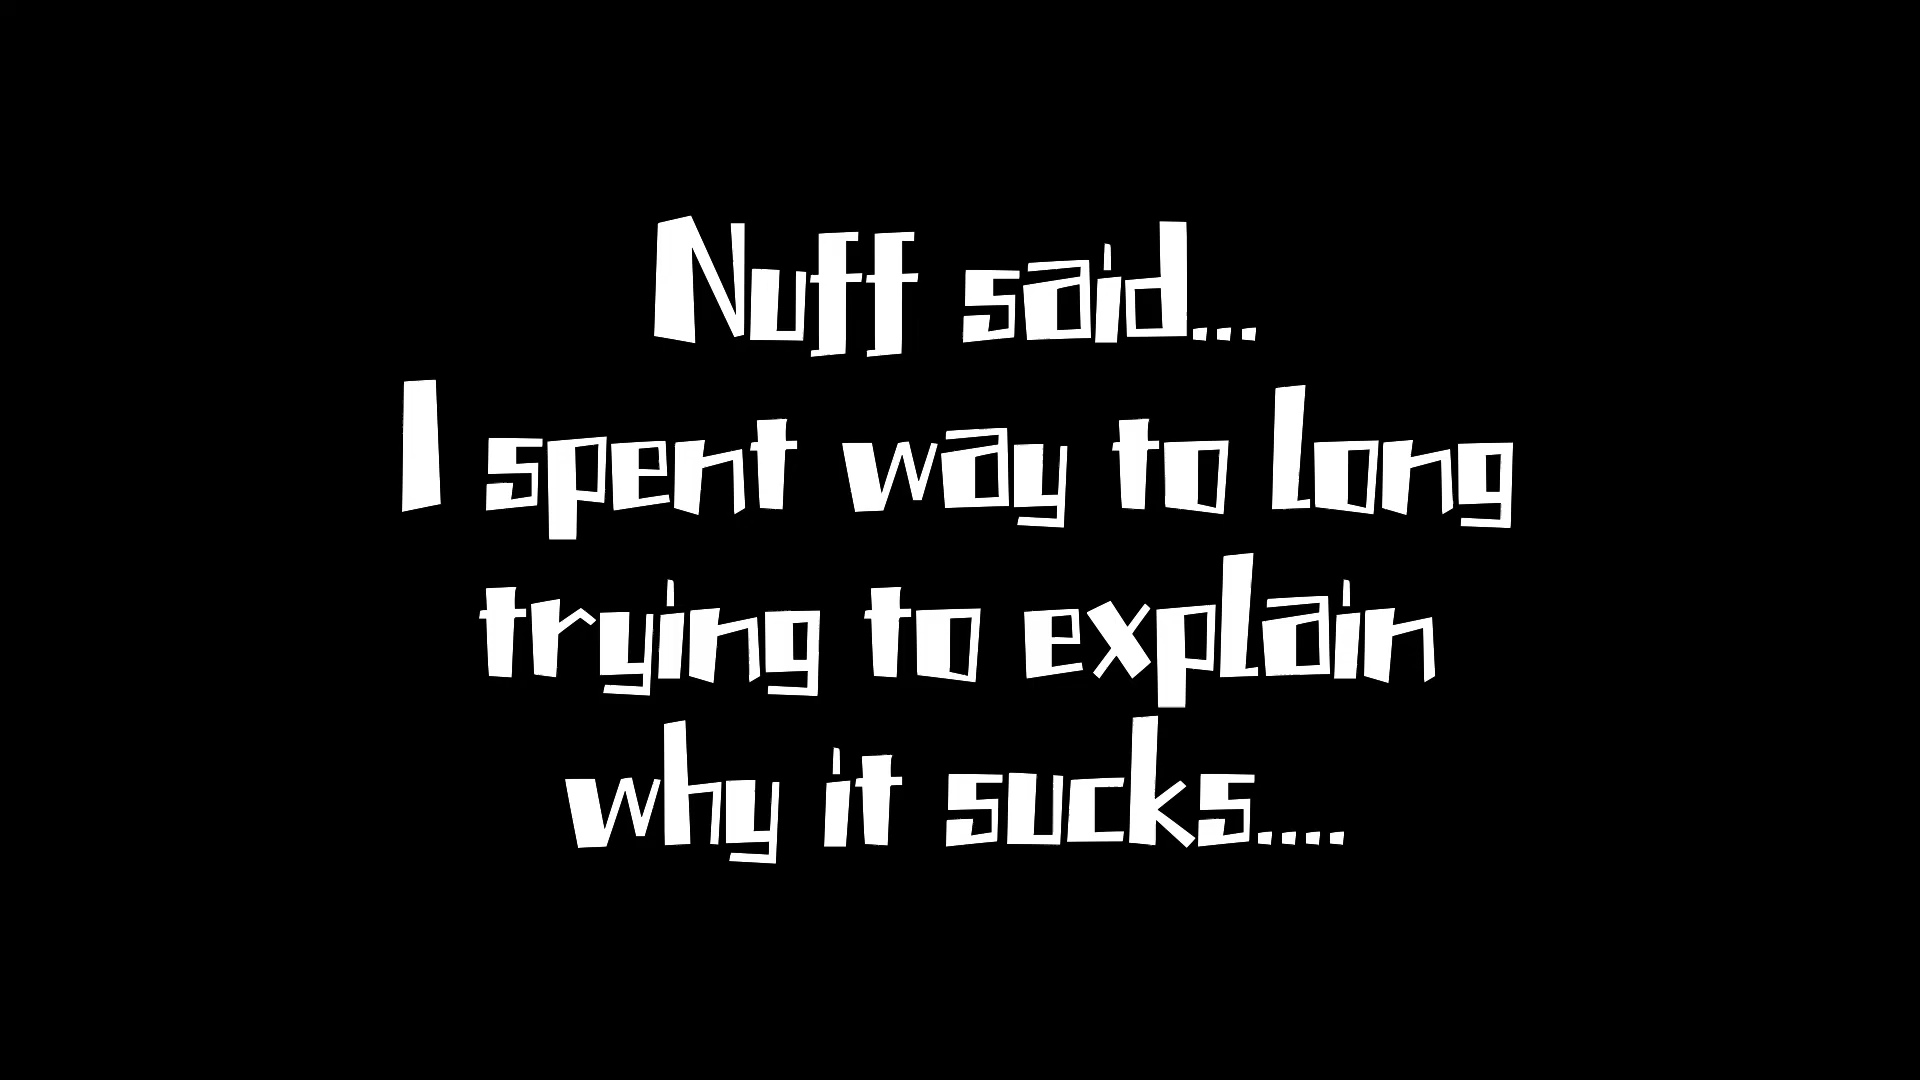 Nuff said...
I spent way to long
trying to explain
why it sucks....